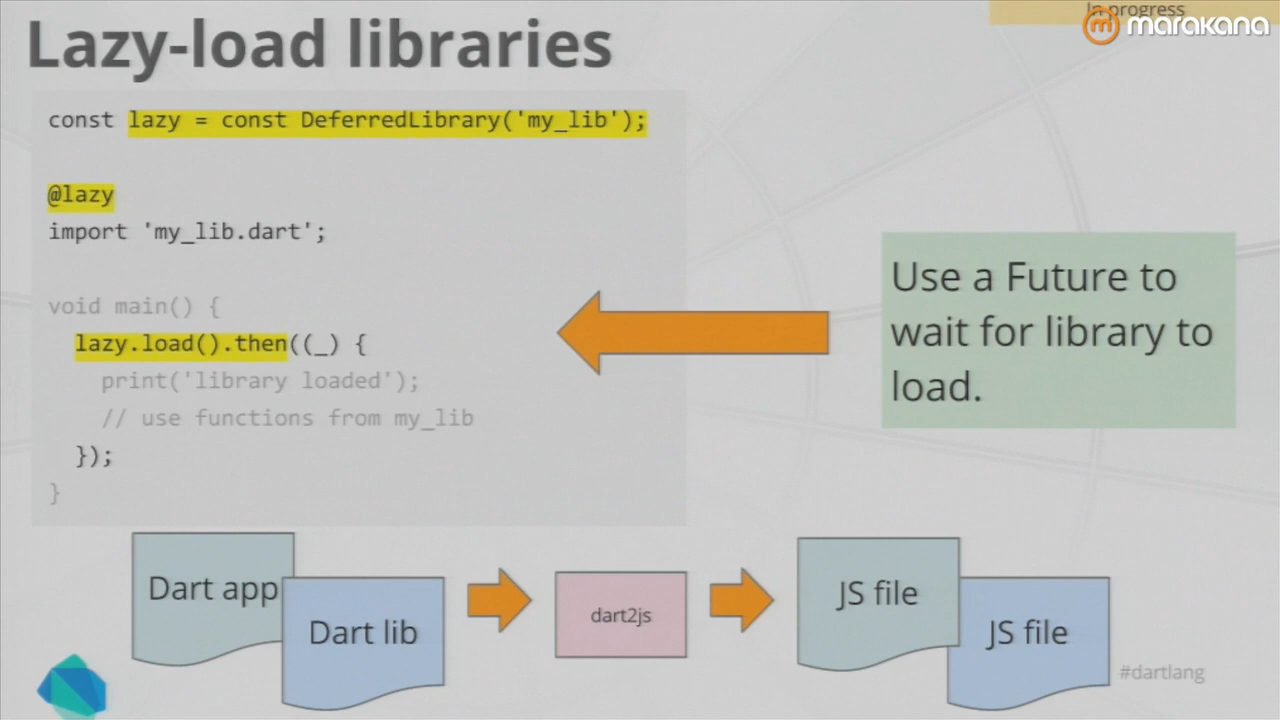 In progress
marakana
Lazy-load libraries
const lazy = const DeferredLibrary('my_lib');
@lazy
import 'my_lib.dart';
void main() {
lazy.load().then((_) {
print('library loaded');
// use functions from my_lib
});
}
Use a Future to
wait for library to
load.
Dart app
Dart lib
dart2js
JS file
JS file
#dartlang